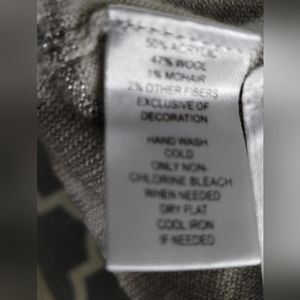 50% ACRYLIC
47% WOOL
1% MOHAIR
2% OTHER FIBERS
EXCLUSIVE OF
DECORATION
HAND WASH
COLD
ONLY NON-
CHLORINE BLEACH
WHEN NEEDED
DRY FLAT
COOL IRON
IF NEEDED